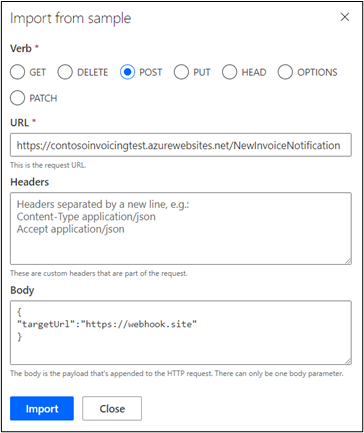 Import from sample
Verb *
GET DELETE POST PUT HEAD OPTIONS
PATCH
URL *
https://contosoinvoicingtest.azurewebsites.net/NewInvoiceNotification
This is the request URL.
Headers
Headers separated by a new line, e.g.:
Content-Type application/json
Accept application/json
These are custom headers that are part of the request.
Body
{
"targetUrl":"https://webhook.site"
}
The body is the payload that's appended to the HTTP request. There can only be one body parameter.
Import Close